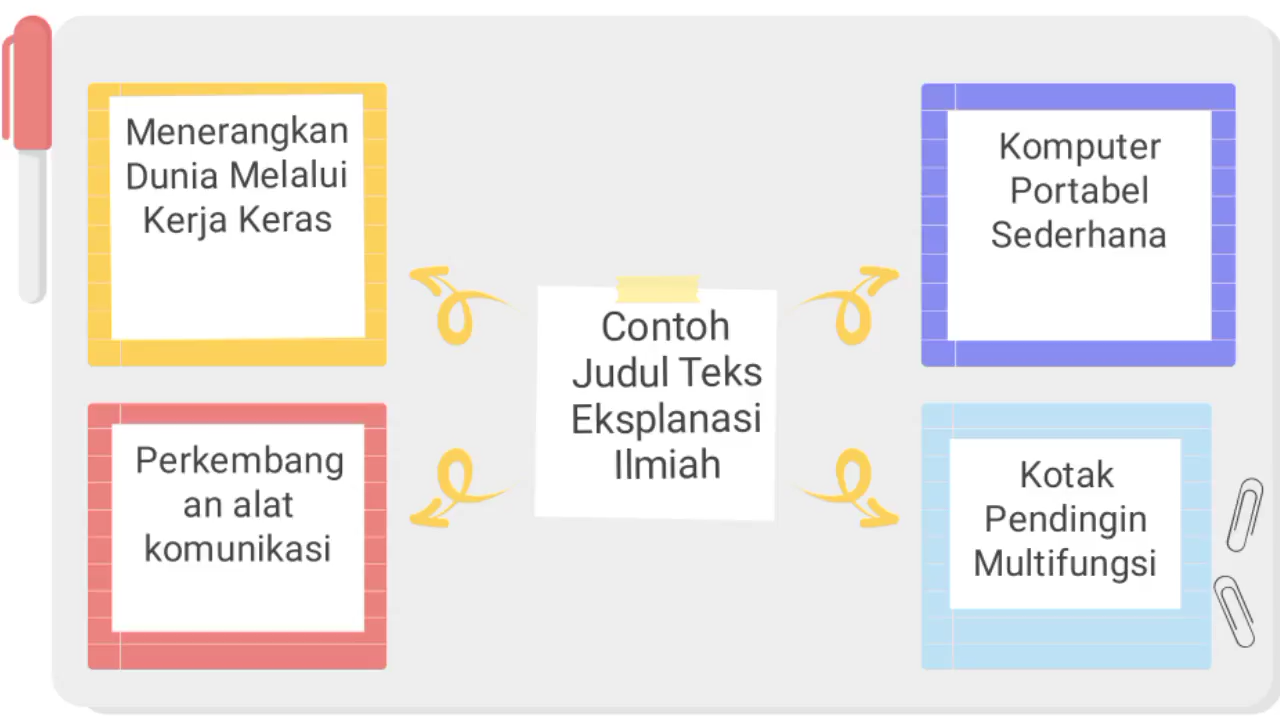 Menerangkan
Dunia Melalui
Kerja Keras
Komputer
Portabel
Sederhana
Contoh
Judul Teks
Eksplanasi
Ilmiah
Perkembang
an alat
komunikasi
Kotak
Pendingin
Multifungsi